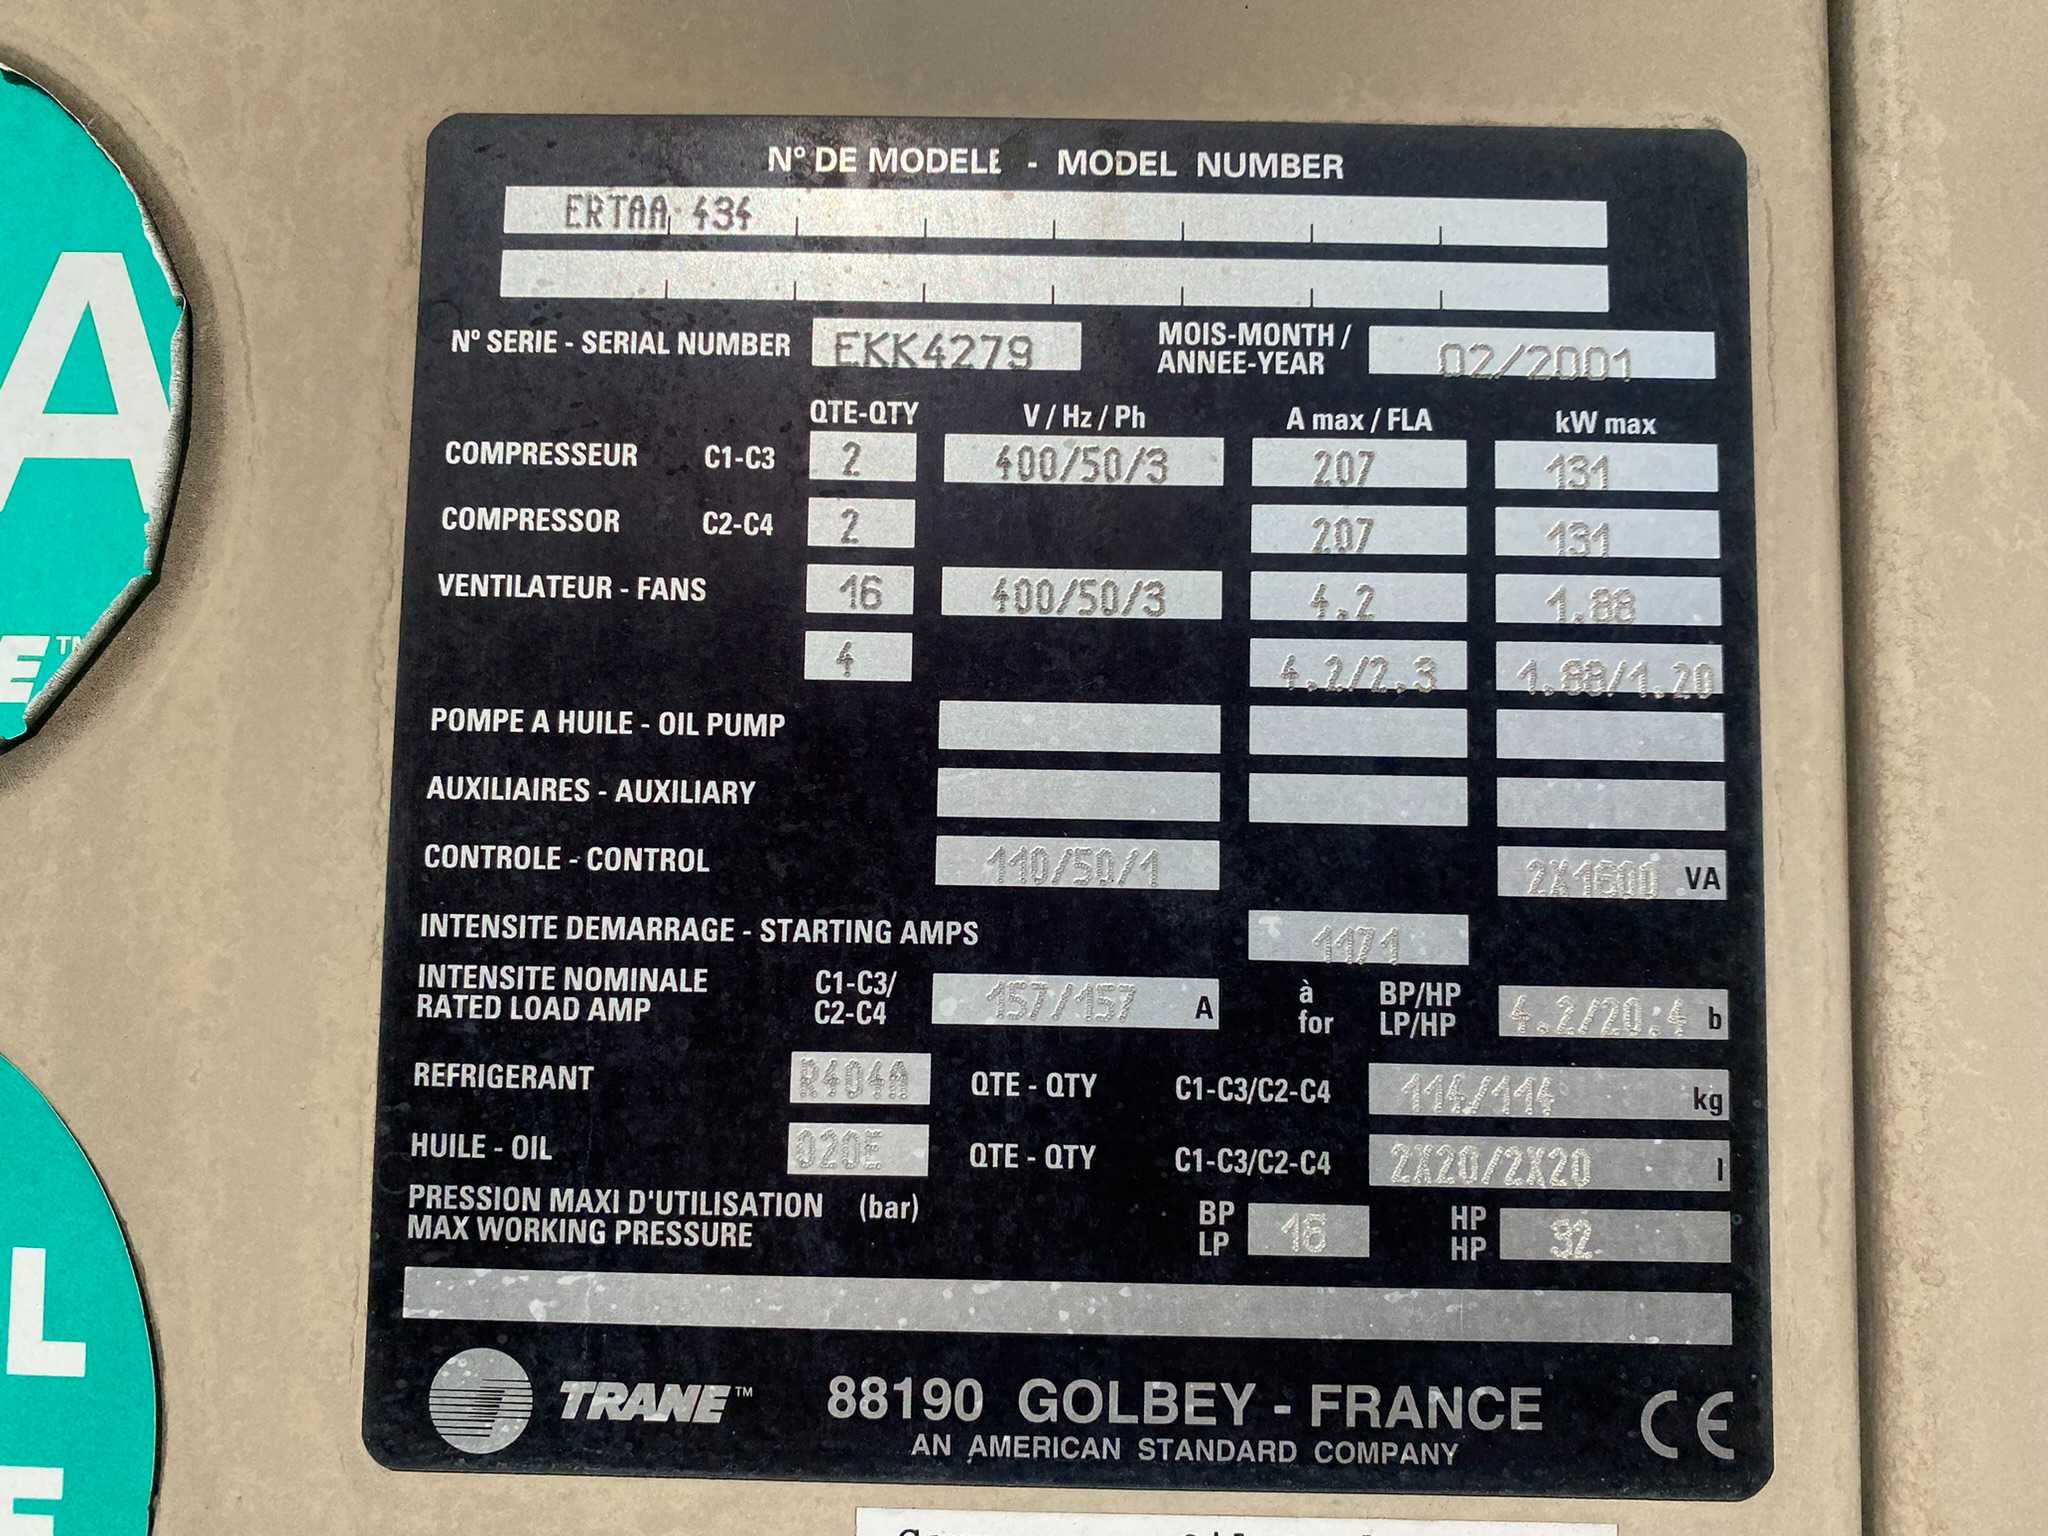 N° DE MODELE - MODEL NUMBER
ERTAA 434
N° SERIE - SERIAL NUMBER EKK4279 MOIS-MONTH / ANNEE-YEAR 02/2001
QTE-QTY V / Hz / Ph A max / FLA kW max
COMPRESSEUR C1-C3 2 400/50/3 207 131
COMPRESSOR C2-C4 2 207 131
VENTILATEUR - FANS 16 400/50/3 4.2 1.88
4 4.2/2.3 1.88/1.20
POMPE A HUILE - OIL PUMP
AUXILIAIRES - AUXILIARY
CONTROLE - CONTROL 110/50/1 2X1600 VA
INTENSITE DEMARRAGE - STARTING AMPS 1171
INTENSITE NOMINALE C1-C3/ 157/157 A à BP/HP 4.2/20.4 b
RATED LOAD AMP C2-C4 for LP/HP
REFRIGERANT R404A QTE - QTY C1-C3/C2-C4 114/114 kg
HUILE - OIL 020E QTE - QTY C1-C3/C2-C4 2X20/2X20 l
PRESSION MAXI D'UTILISATION (bar) BP 16 HP 32
MAX WORKING PRESSURE LP HP
TRANE™ 88190 GOLBEY - FRANCE CE
AN AMERICAN STANDARD COMPANY
A
E™
L
E